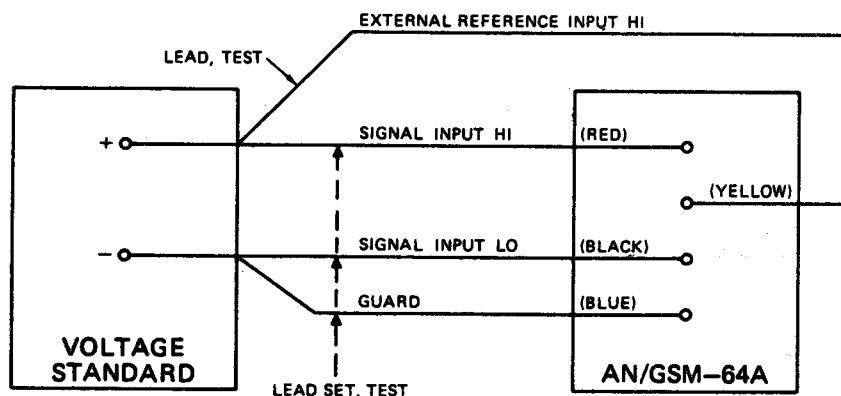 EXTERNAL REFERENCE INPUT HI
LEAD, TEST
+
SIGNAL INPUT HI
(RED)
(YELLOW)
–
SIGNAL INPUT LO
(BLACK)
GUARD
(BLUE)
VOLTAGE
STANDARD
AN/GSM–64A
LEAD SET, TEST